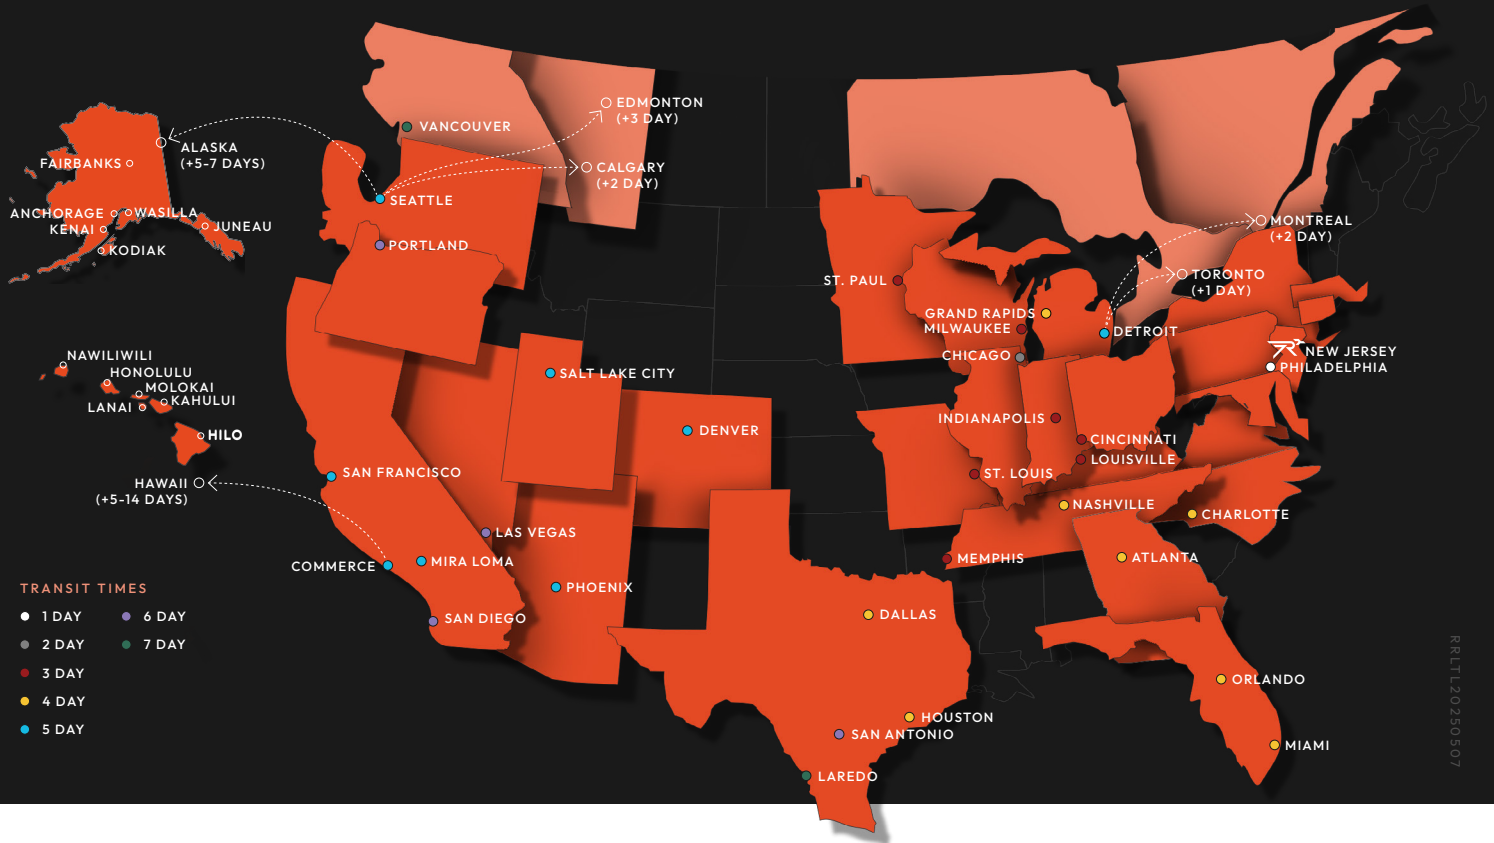 EDMONTON
(+3 DAY)
VANCOUVER
ALASKA
(+5-7 DAYS)
FAIRBANKS
CALGARY
(+2 DAY)
SEATTLE
ANCHORAGE
WASILLA
KENAI
JUNEAU
KODIAK
PORTLAND
MONTREAL
(+2 DAY)
TORONTO
(+1 DAY)
ST. PAUL
GRAND RAPIDS
MILWAUKEE
DETROIT
CHICAGO
NEW JERSEY
PHILADELPHIA
NAWILIWILI
HONOLULU
MOLOKAI
KAHULUI
LANAI
HILO
HAWAII
(+5-14 DAYS)
SALT LAKE CITY
DENVER
SAN FRANCISCO
LAS VEGAS
COMMERCE
MIRA LOMA
PHOENIX
SAN DIEGO
INDIANAPOLIS
CINCINNATI
LOUISVILLE
ST. LOUIS
NASHVILLE
CHARLOTTE
MEMPHIS
ATLANTA
DALLAS
HOUSTON
SAN ANTONIO
LAREDO
ORLANDO
MIAMI
TRANSIT TIMES
1 DAY
2 DAY
3 DAY
4 DAY
5 DAY
6 DAY
7 DAY
RRLTL20250507